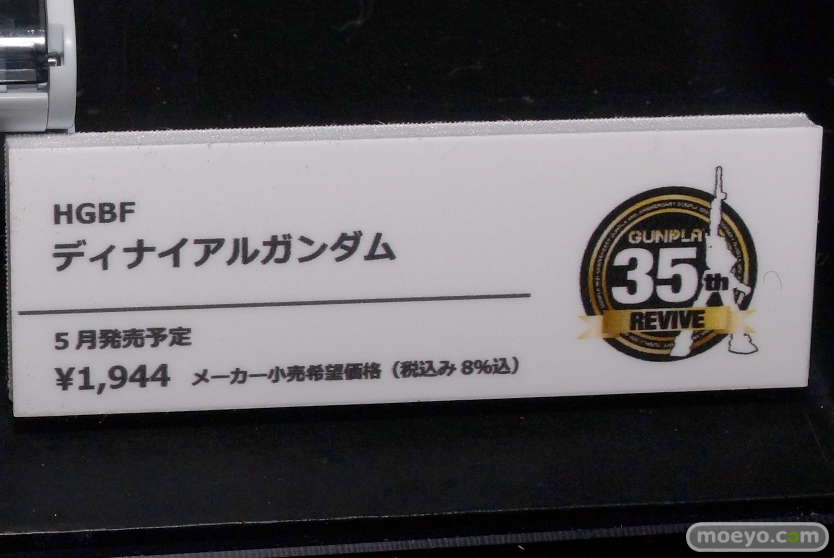 HGBF
ディナイアルガンダム
5月発売予定
¥1,944 メーカー小売希望価格（税込み8%込）
GUNPLA
35th
REVIVE
moeyo.com